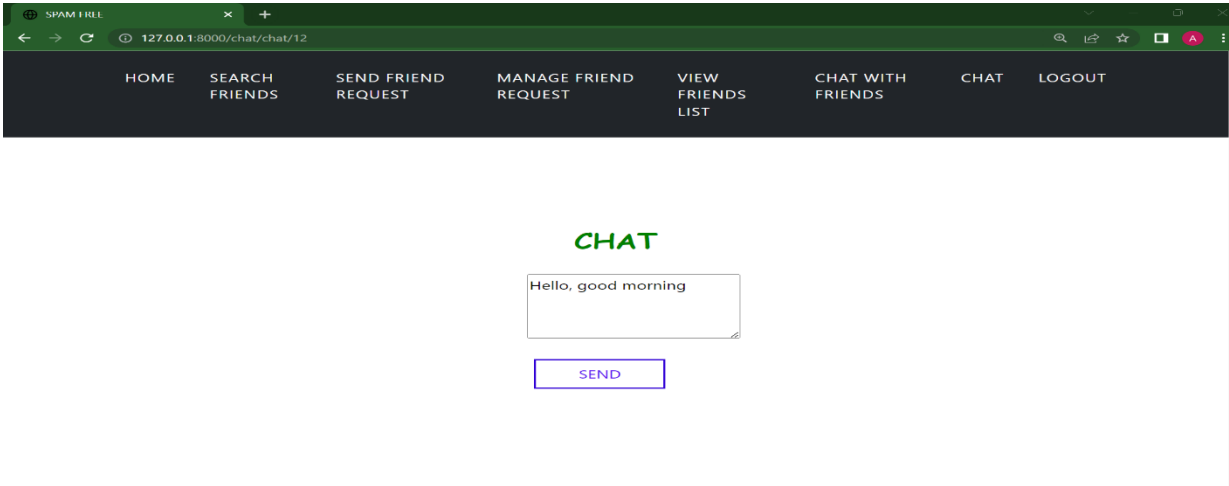 SPAM FREE
127.0.0.1:8000/chat/chat/12
A
HOME
SEARCH
FRIENDS
SEND FRIEND
REQUEST
MANAGE FRIEND
REQUEST
VIEW
FRIENDS
LIST
CHAT WITH
FRIENDS
CHAT
LOGOUT
CHAT
Hello, good morning
SEND